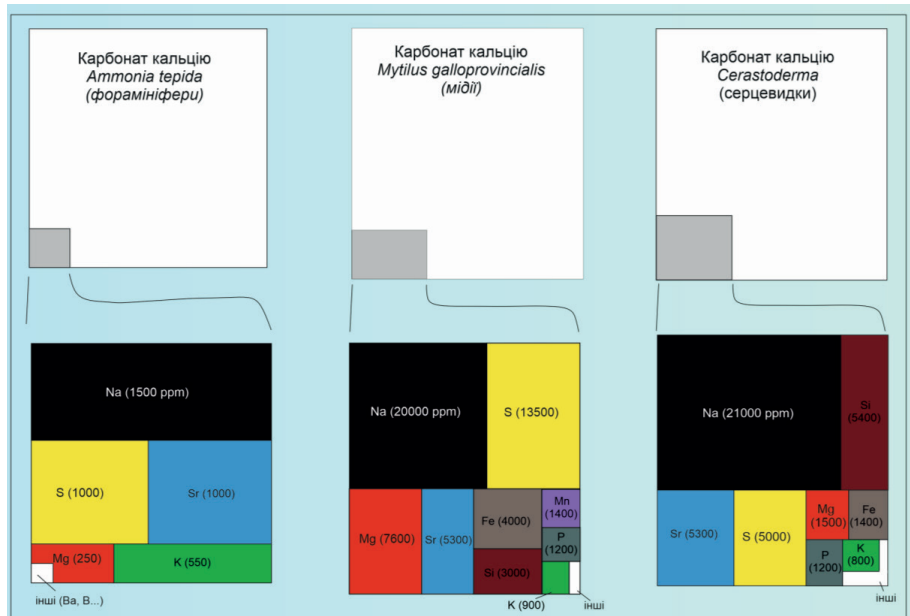 Карбонат кальцію
Ammonia tepida
(форамініфери)
Карбонат кальцію
Mytilus galloprovincialis
(мідії)
Карбонат кальцію
Cerastoderma
(серцевидки)
Na (1500 ppm)
S (1000)
Sr (1000)
Mg (250)
K (550)
інші (Ba, B...)
Na (20000 ppm)
S (13500)
Mg (7600)
Sr (5300)
Fe (4000)
Mn
(1400)
P
(1200)
Si (3000)
K (900)
інші
Na (21000 ppm)
Si
(5400)
Sr (5300)
S (5000)
Mg
(1500)
Fe
(1400)
P
(1200)
K
(800)
інші